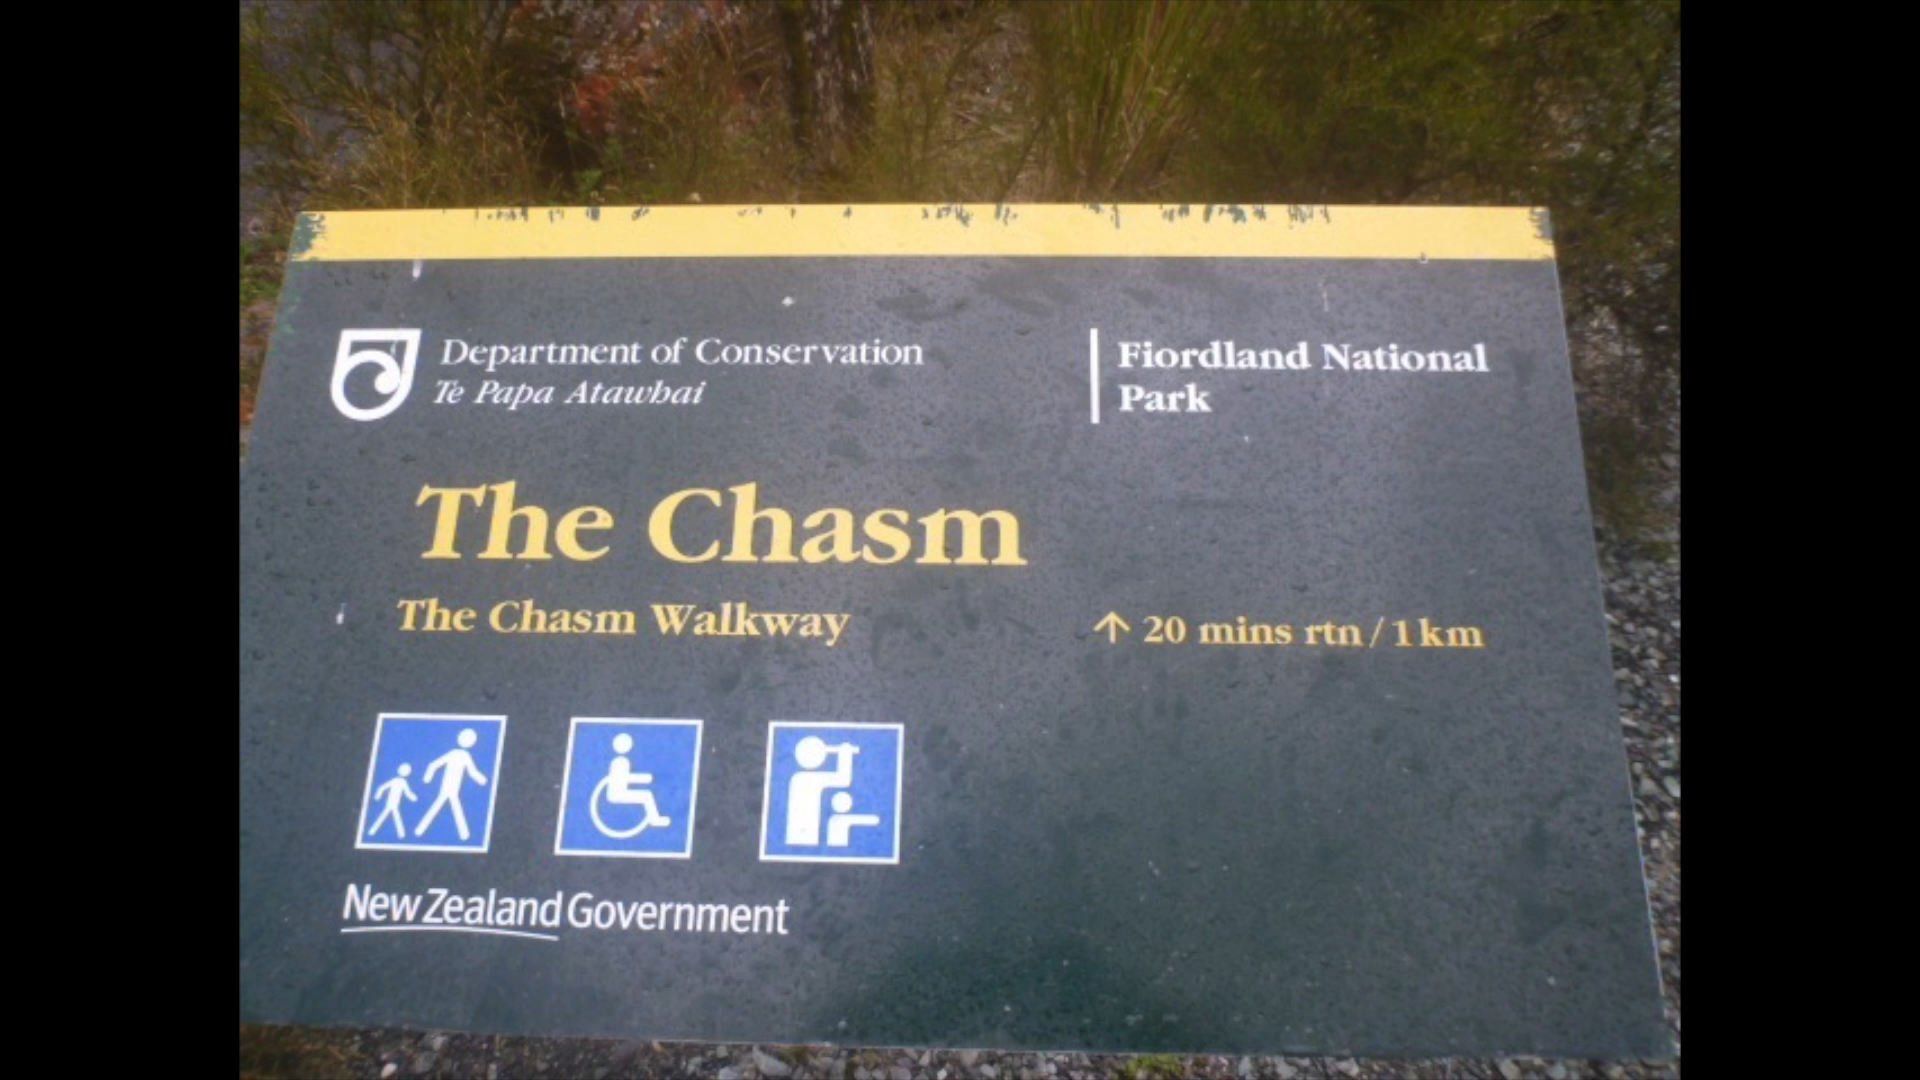 Department of Conservation
Te Papa Atawhai
Fiordland National
Park
The Chasm
The Chasm Walkway
↑ 20 mins rtn / 1 km
New Zealand Government